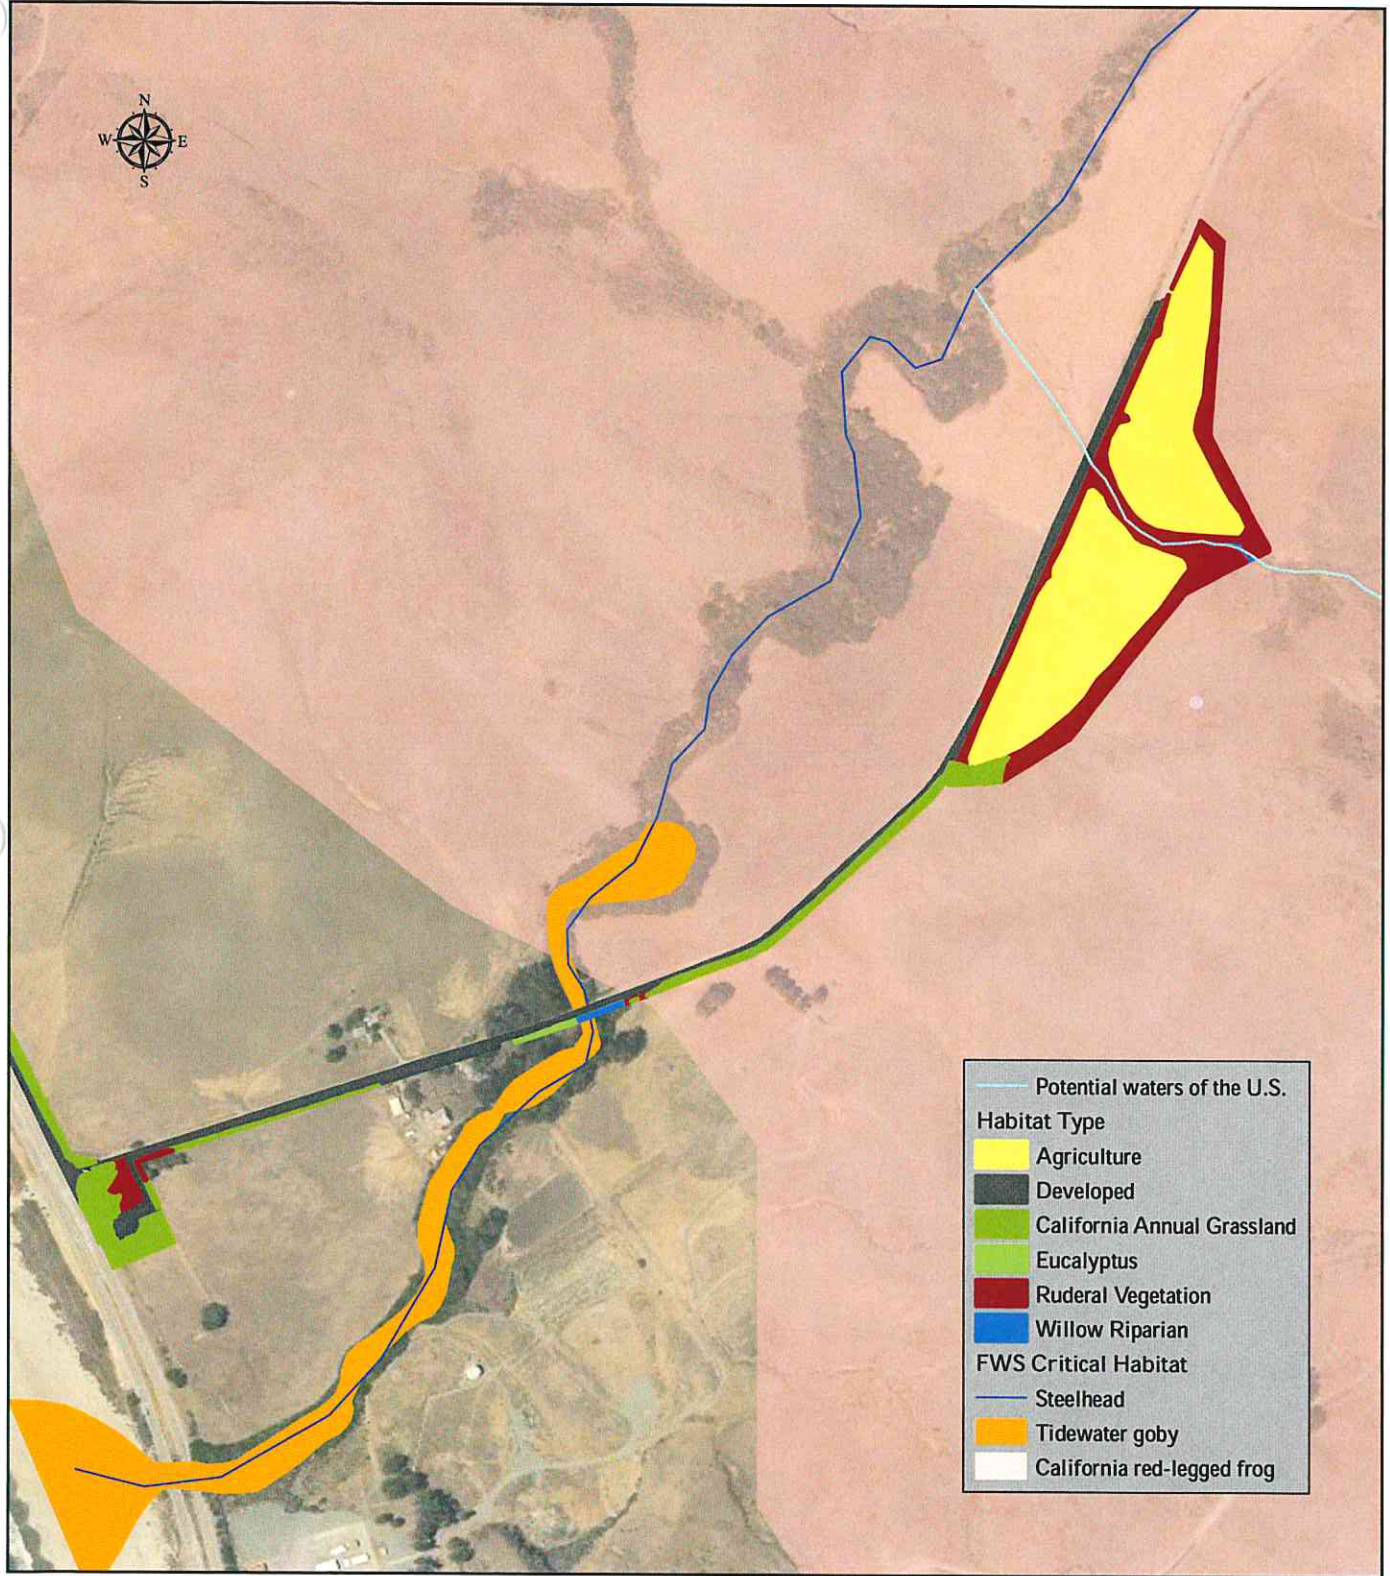 N
W E
S
Potential waters of the U.S.
Habitat Type
Agriculture
Developed
California Annual Grassland
Eucalyptus
Ruderal Vegetation
Willow Riparian
FWS Critical Habitat
Steelhead
Tidewater goby
California red-legged frog